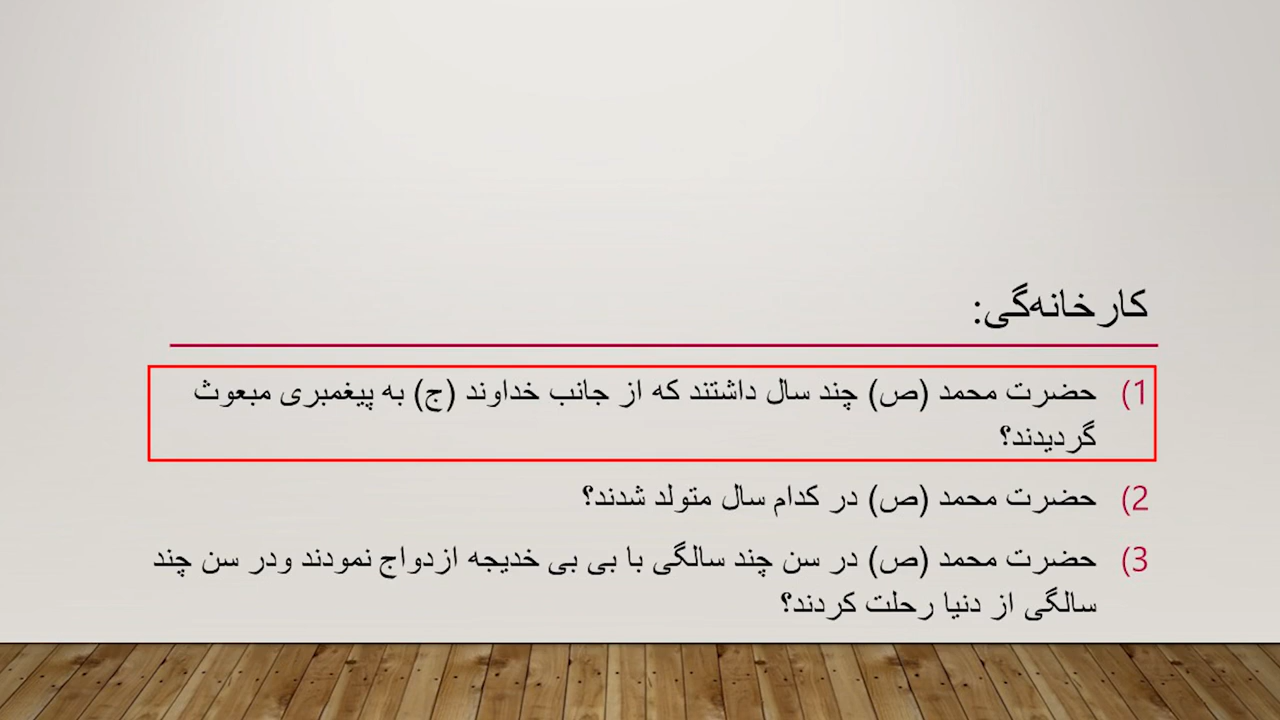 کارخانه‌گی:
1) حضرت محمد (ص) چند سال داشتند که از جانب خداوند (ج) به پیغمبری مبعوث
گردیدند؟
2) حضرت محمد (ص) در کدام سال متولد شدند؟
3) حضرت محمد (ص) در سن چند سالگی با بی بی خدیجه ازدواج نمودند ودر سن چند
سالگی از دنیا رحلت کردند؟